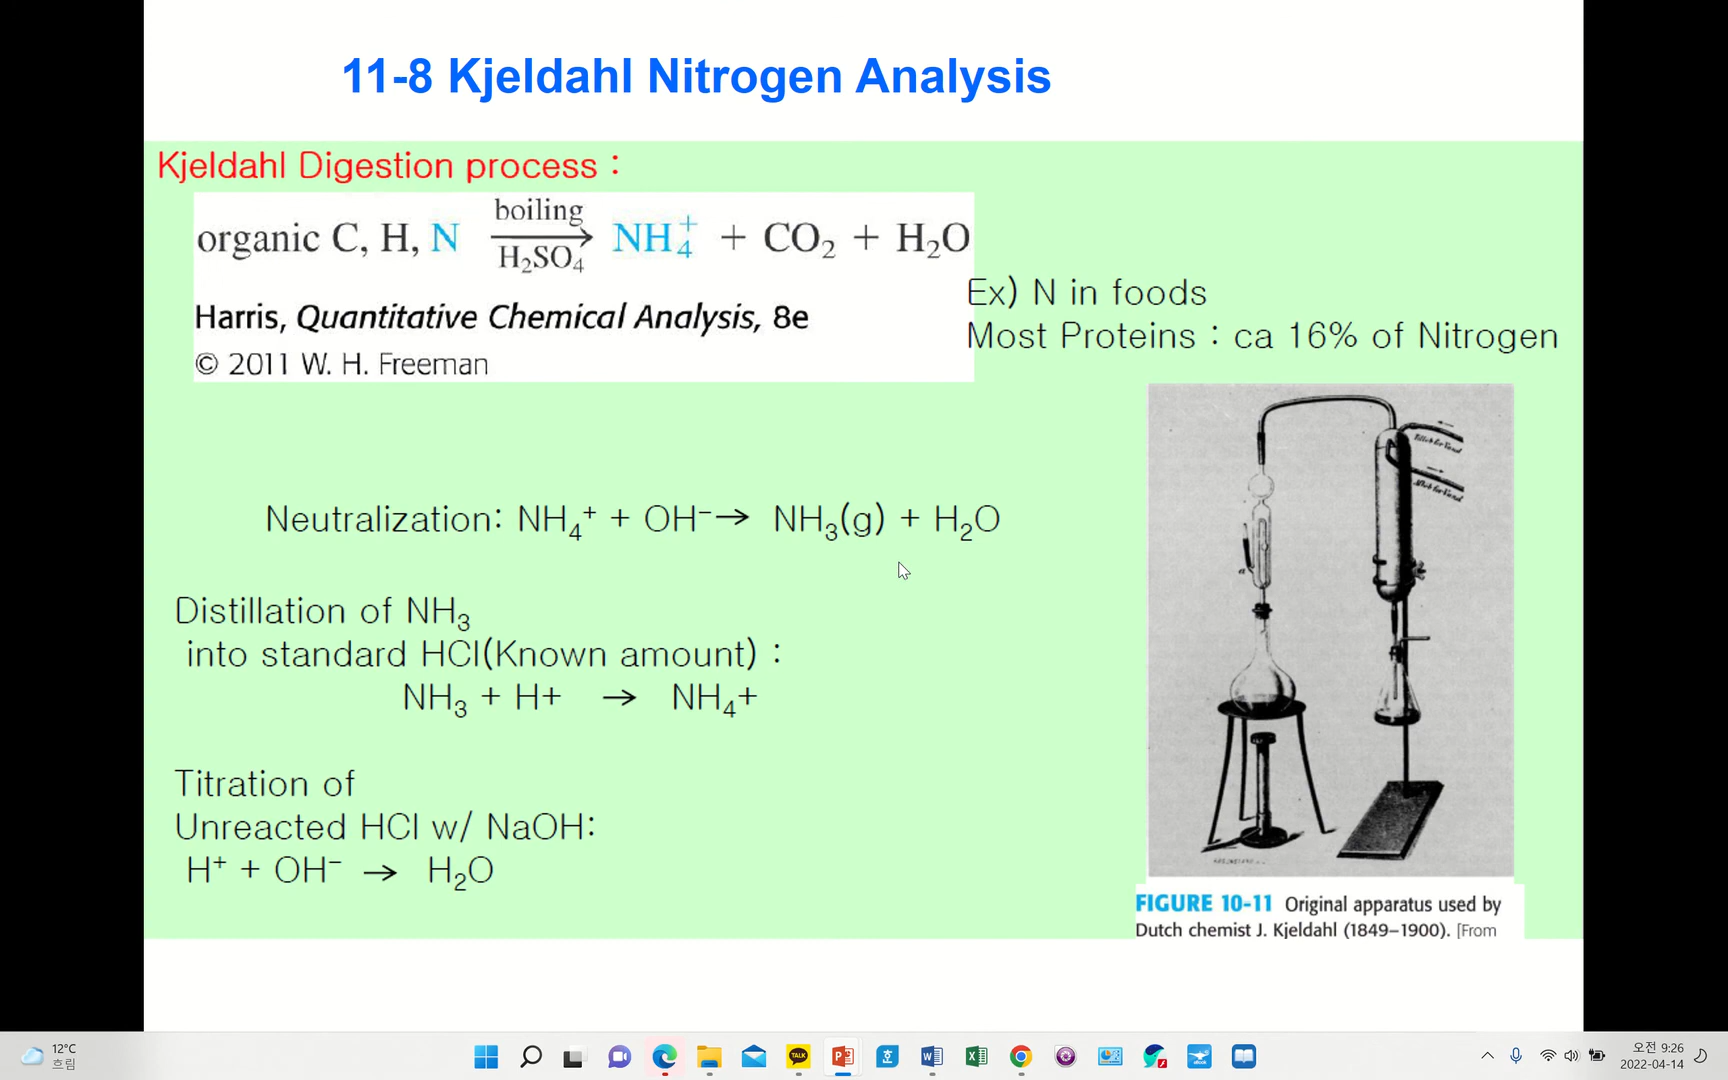 11-8 Kjeldahl Nitrogen Analysis
Kjeldahl Digestion process :
organic C, H, N boiling H₂SO₄ → NH₄⁺ + CO₂ + H₂O
Harris, Quantitative Chemical Analysis, 8e
© 2011 W. H. Freeman
Ex) N in foods
Most Proteins : ca 16% of Nitrogen
Neutralization: NH₄⁺ + OH⁻→ NH₃(g) + H₂O
Distillation of NH₃
into standard HCl(Known amount) :
NH₃ + H+ → NH₄+
Titration of
Unreacted HCl w/ NaOH:
H⁺ + OH⁻ → H₂O
FIGURE 10-11 Original apparatus used by
Dutch chemist J. Kjeldahl (1849–1900). [From
12°C
흐림
TALK
오전 9:26
2022-04-14